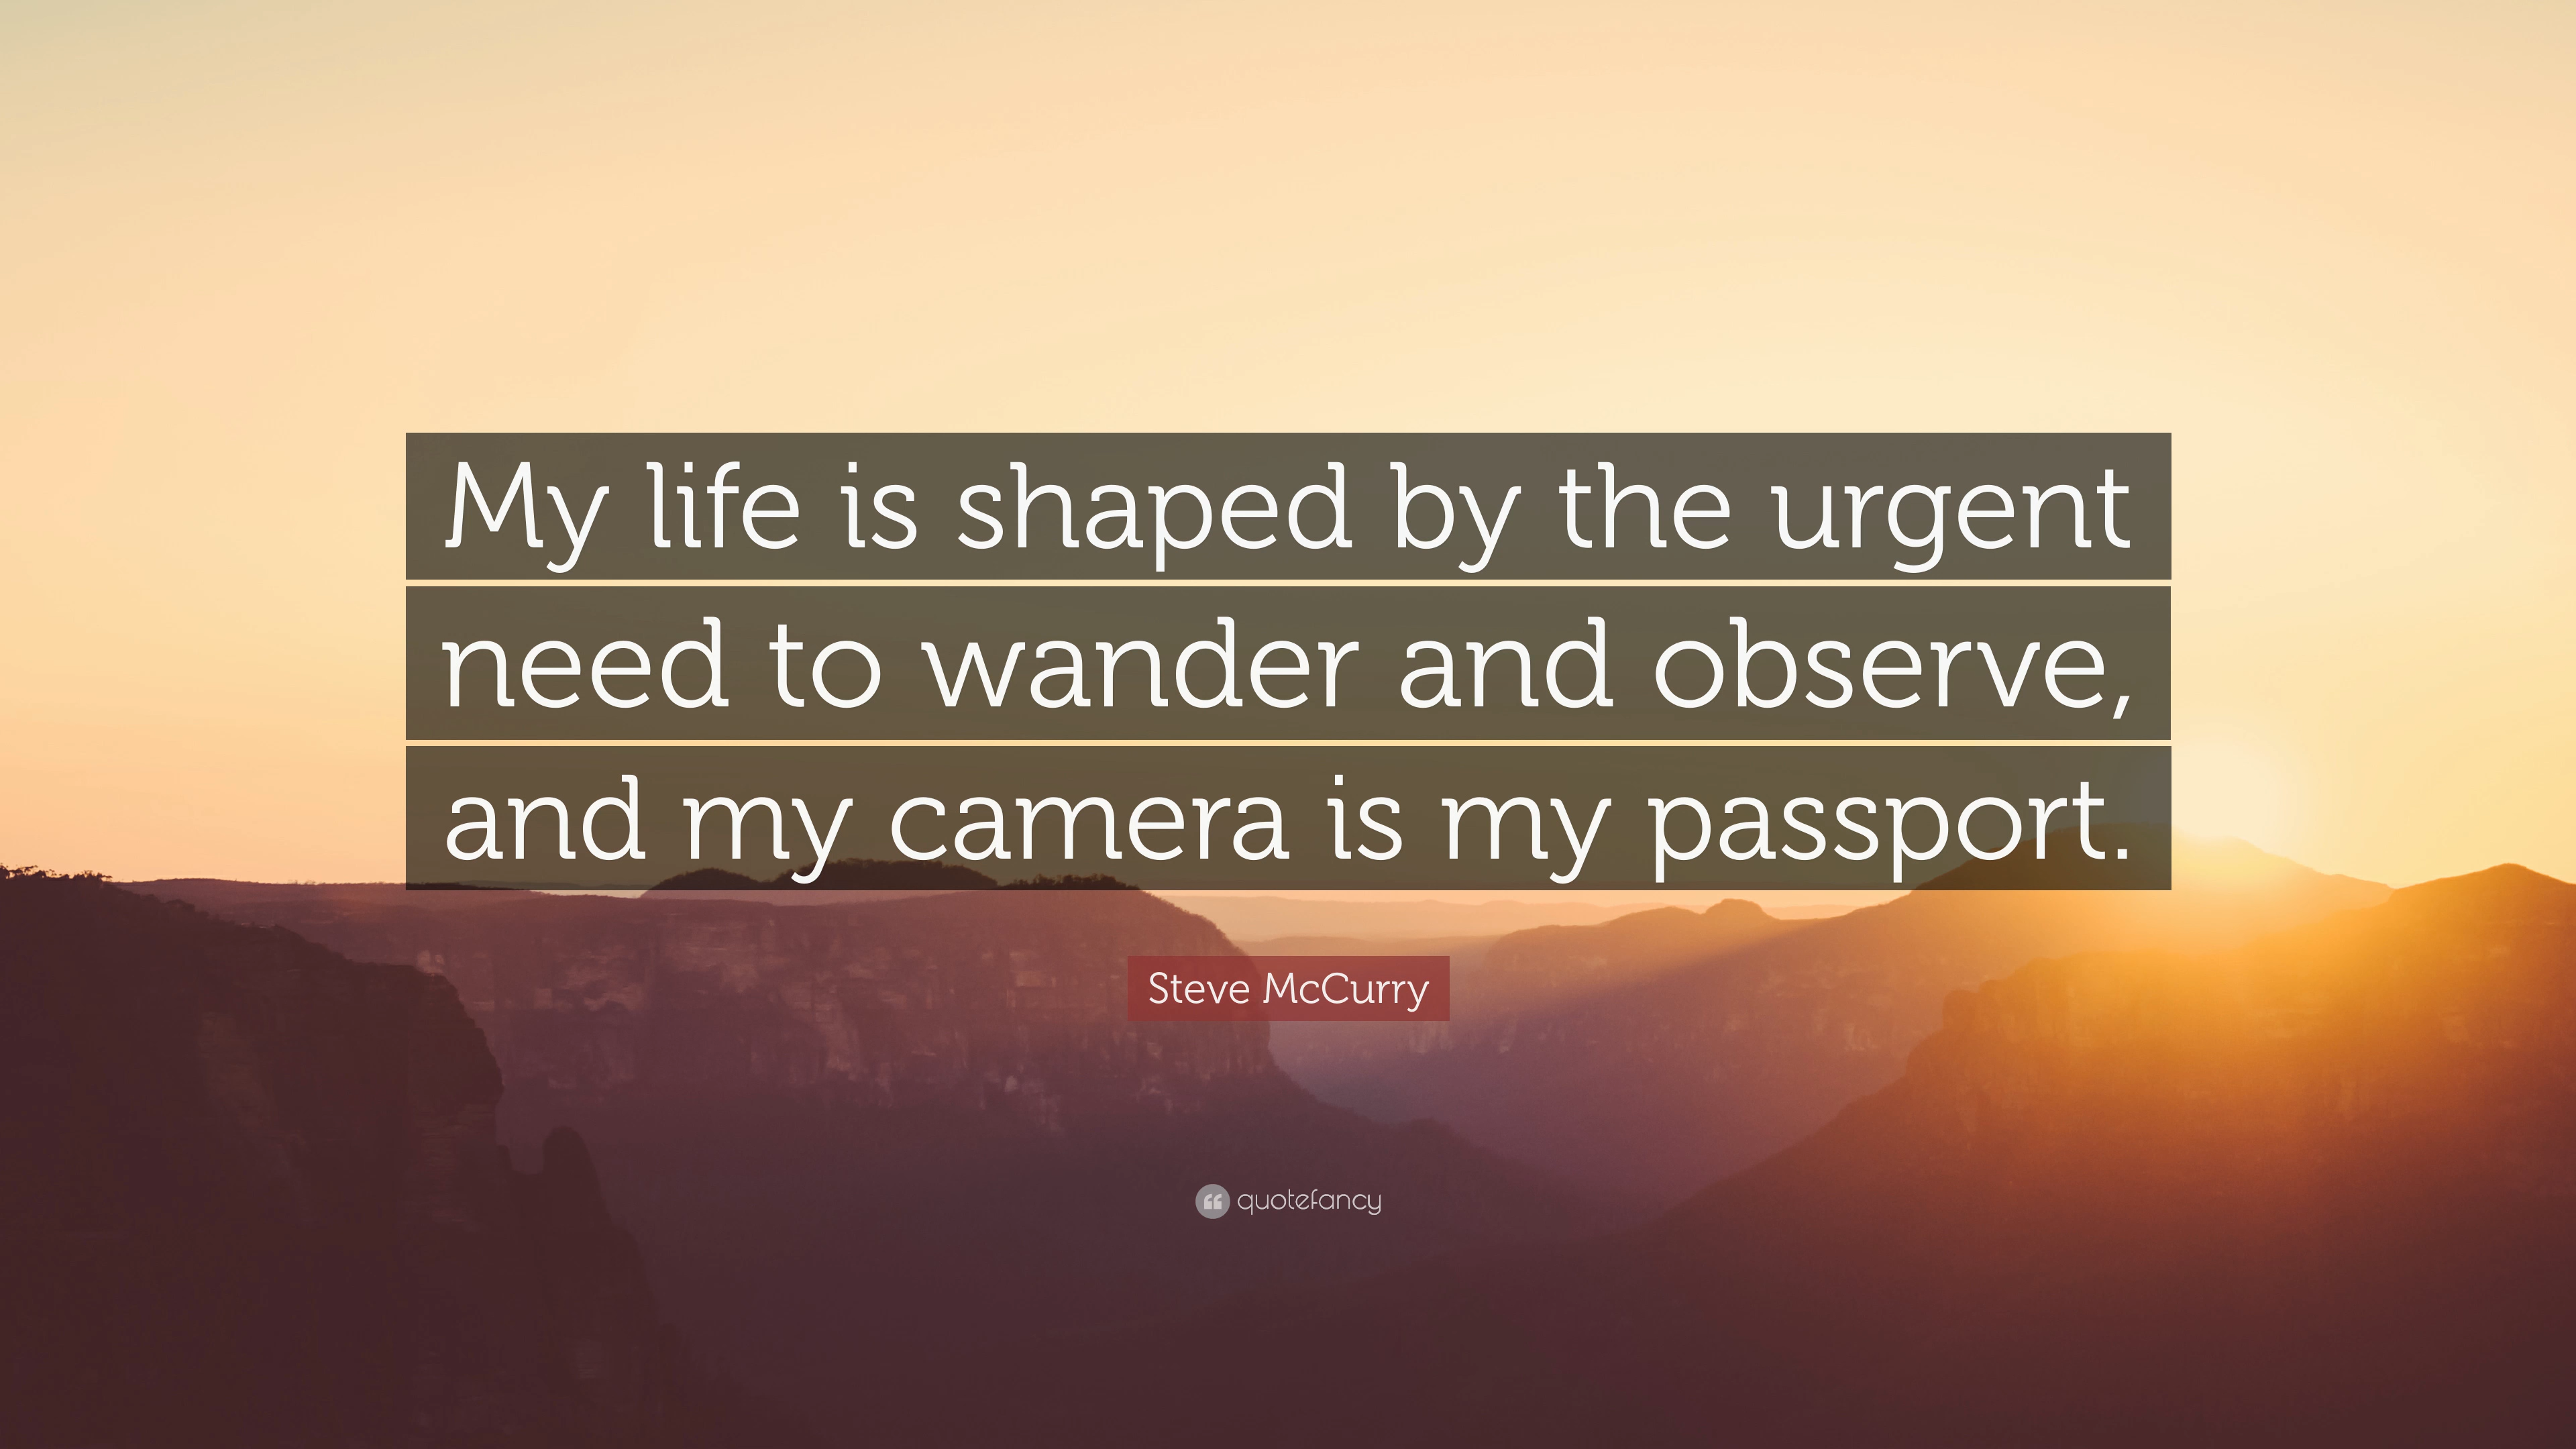 My life is shaped by the urgent
need to wander and observe,
and my camera is my passport.
Steve McCurry
quotefancy